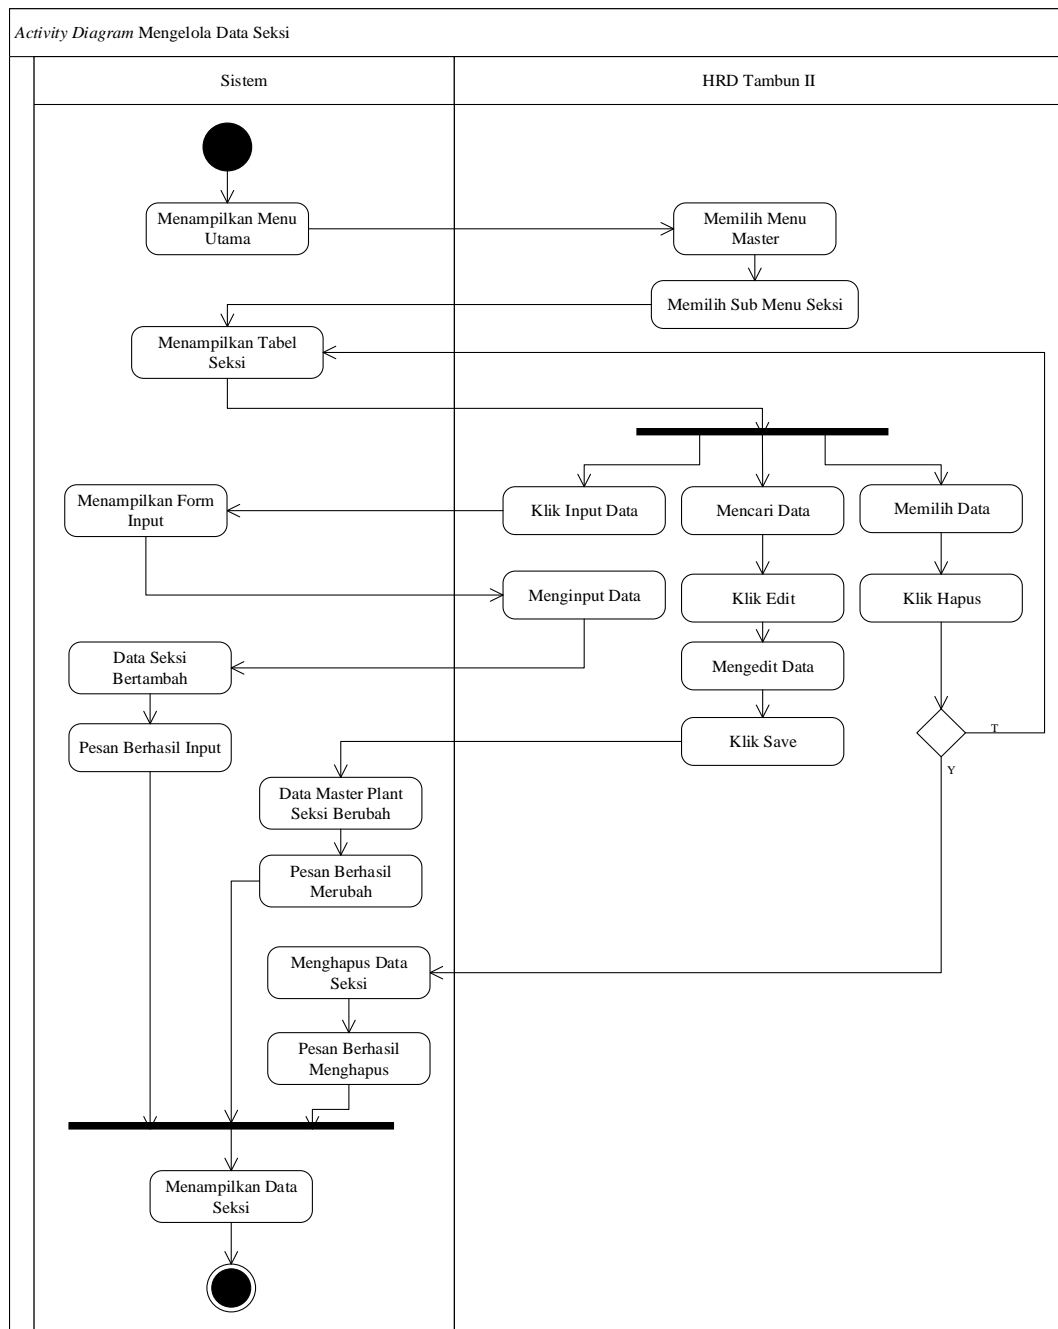 Activity Diagram Mengelola Data Seksi
Sistem
HRD Tambun II
Menampilkan Menu
Utama
Memilih Menu
Master
Memilih Sub Menu Seksi
Menampilkan Tabel
Seksi
Menampilkan Form
Input
Klik Input Data
Mencari Data
Memilih Data
Menginput Data
Klik Edit
Klik Hapus
Data Seksi
Bertambah
Mengedit Data
Pesan Berhasil Input
Klik Save
T
Y
Data Master Plant
Seksi Berubah
Pesan Berhasil
Merubah
Menghapus Data
Seksi
Pesan Berhasil
Menghapus
Menampilkan Data
Seksi